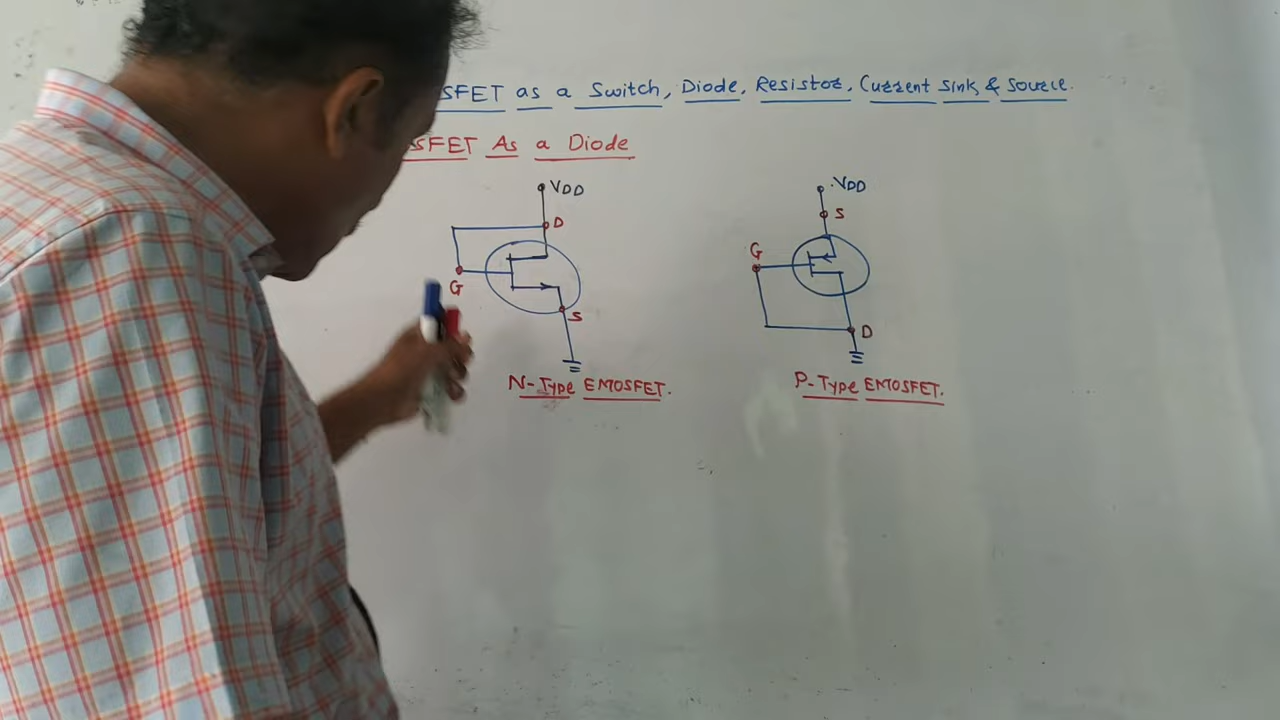 SFET as a Switch, Diode, Resistor, Current Sink & Source.
SFET As a Diode
VDD
D
G
S
N-Type EMOSFET.
.VDD
S
G
D
P-Type EMOSFET.